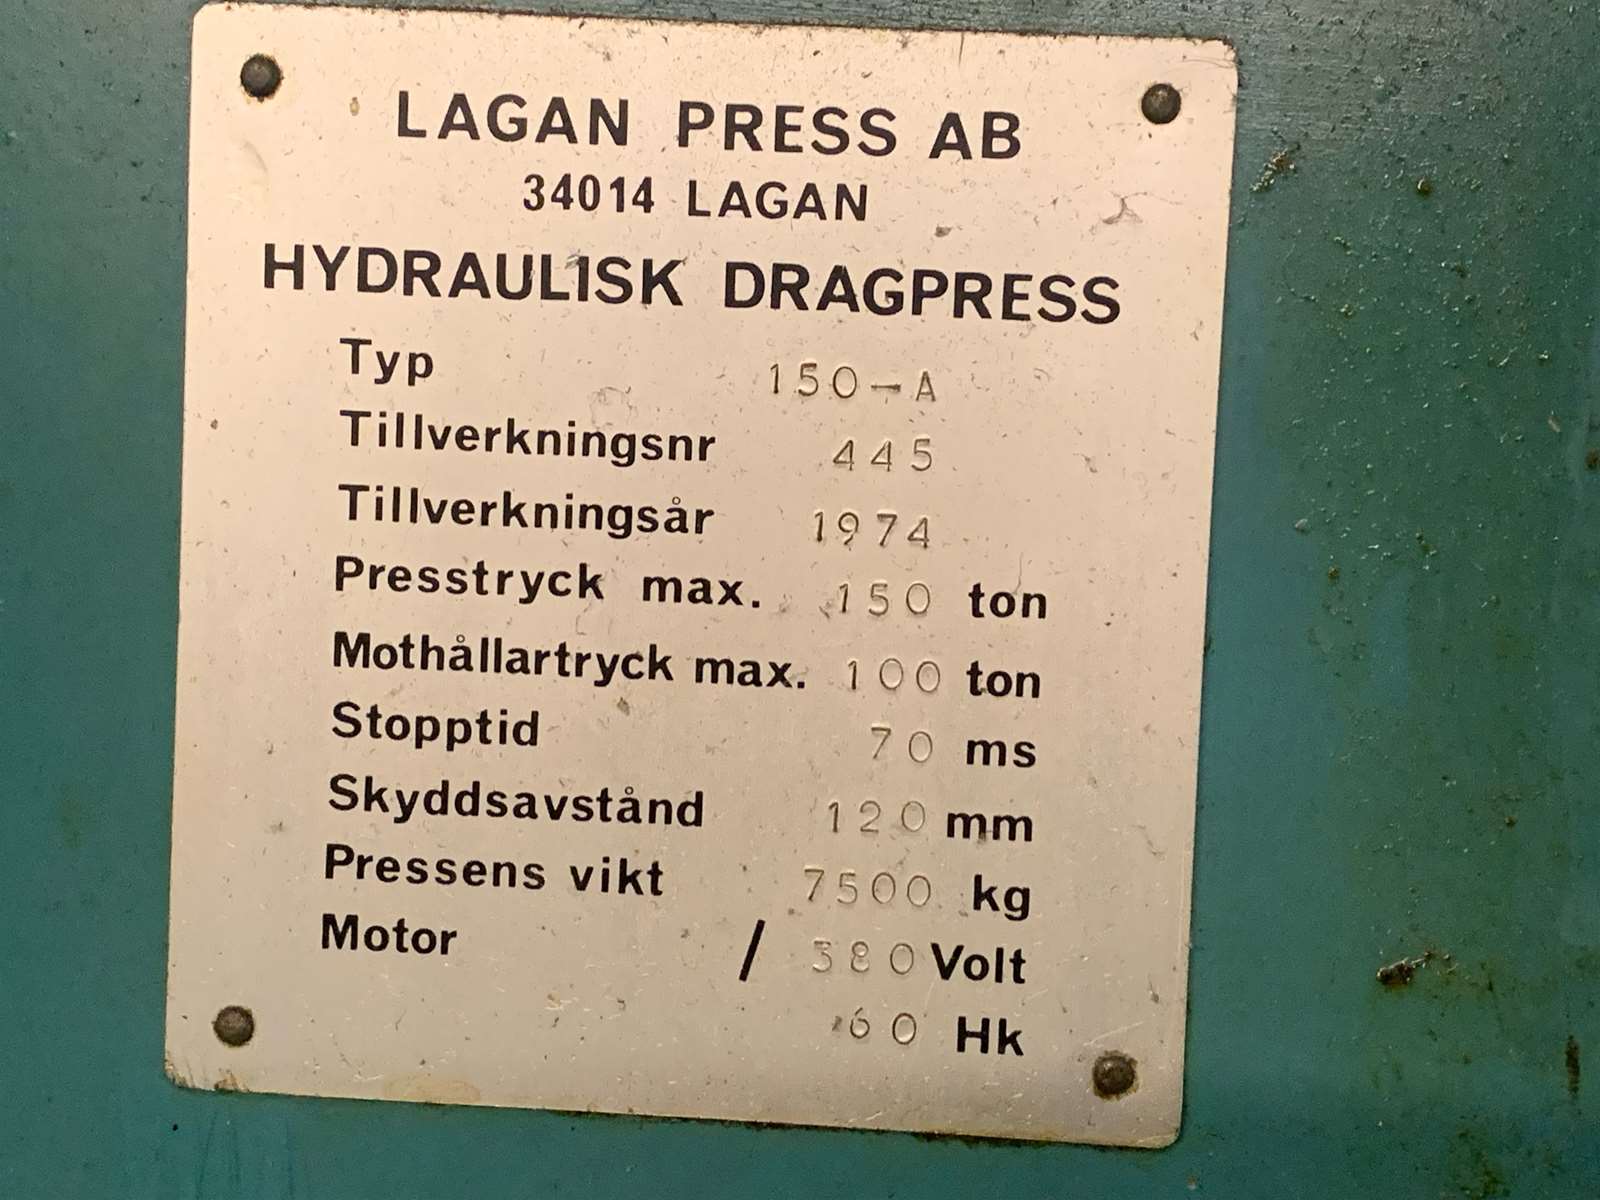 LAGAN PRESS AB
34014 LAGAN
HYDRAULISK DRAGPRESS
Typ 150-A
Tillverkningsnr 445
Tillverkningsår 1974
Presstryck max. 150 ton
Mothållartryck max. 100 ton
Stopptid 70 ms
Skyddsavstånd 120 mm
Pressens vikt 7500 kg
Motor / 380 Volt
60 Hk